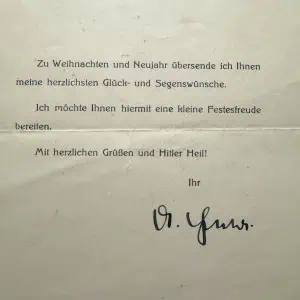 Zu Weihnachten und Neujahr übersende ich Ihnen
meine herzlichsten Glück- und Segenswünsche.
Ich möchte Ihnen hiermit eine kleine Festesfreude
bereiten.
Mit herzlichen Grüßen und Hitler Heil!
Ihr